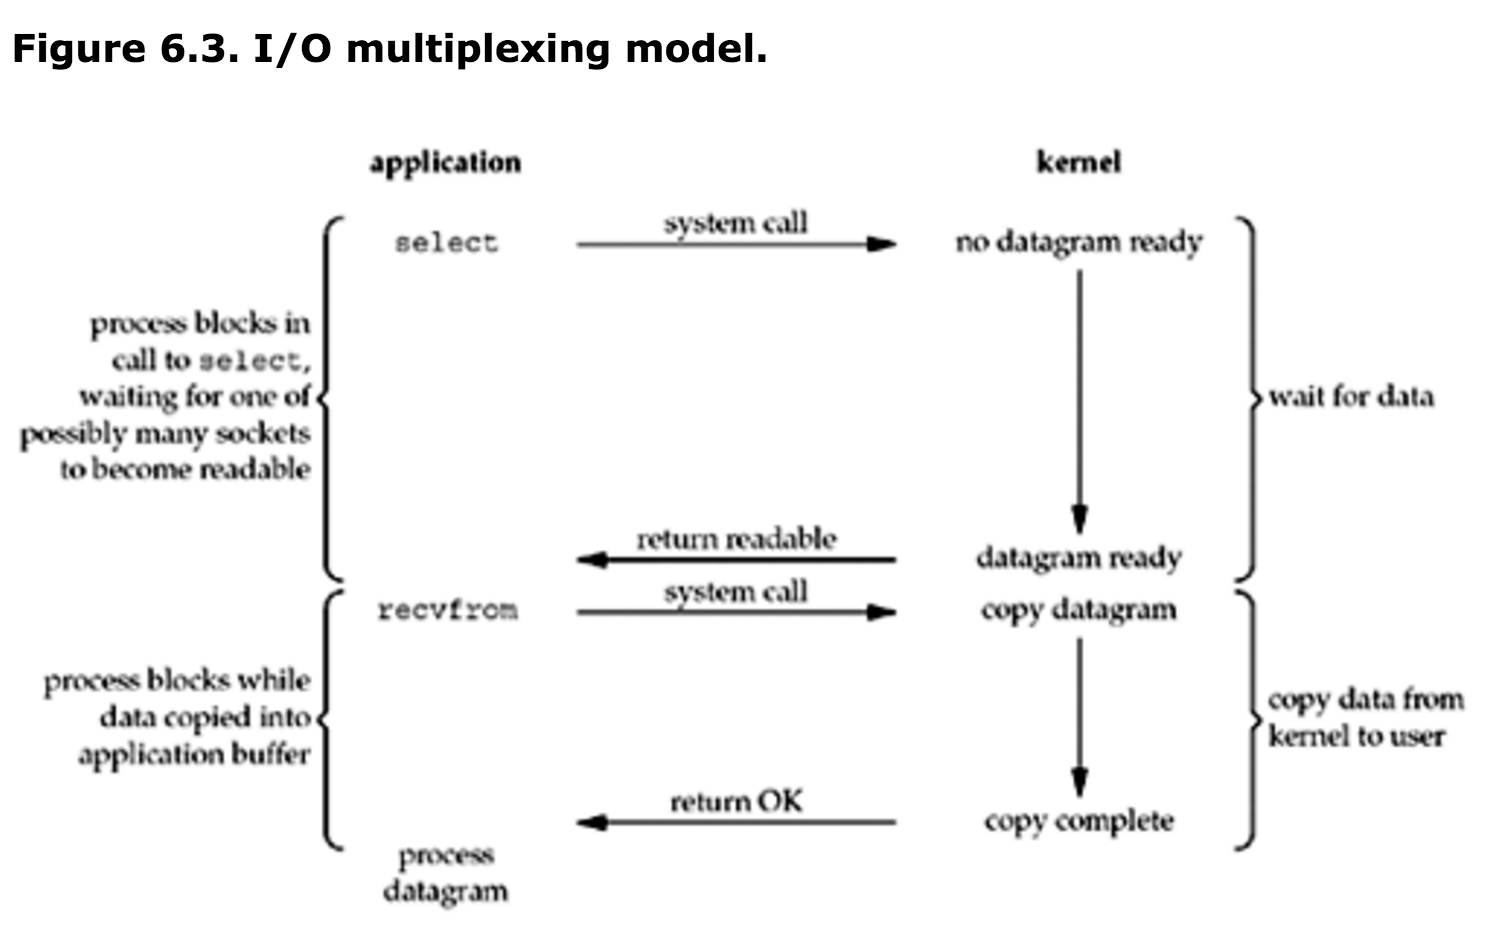 Figure 6.3. I/O multiplexing model.
application
kernel
select
system call
no datagram ready
process blocks in
call to select,
waiting for one of
possibly many sockets
to become readable
wait for data
return readable
datagram ready
recvfrom
system call
copy datagram
process blocks while
data copied into
application buffer
copy data from
kernel to user
return OK
copy complete
process
datagram